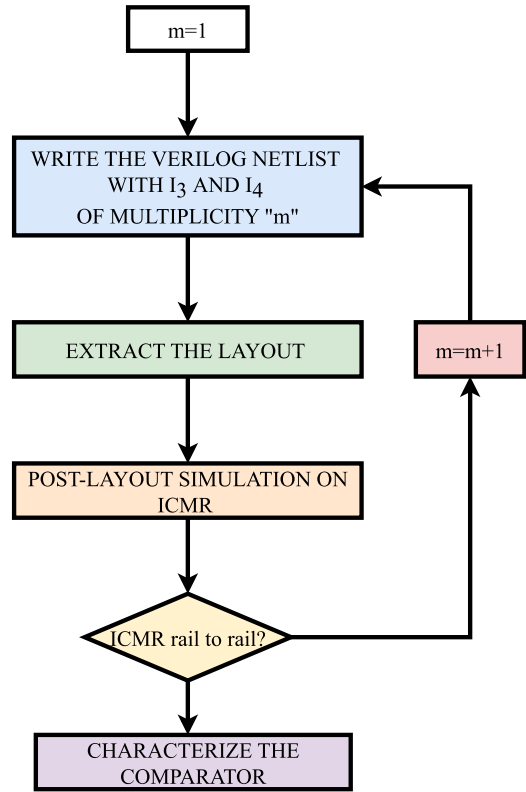 m=1
WRITE THE VERILOG NETLIST
WITH I3 AND I4
OF MULTIPLICITY "m"
EXTRACT THE LAYOUT
m=m+1
POST-LAYOUT SIMULATION ON
ICMR
ICMR rail to rail?
CHARACTERIZE THE
COMPARATOR